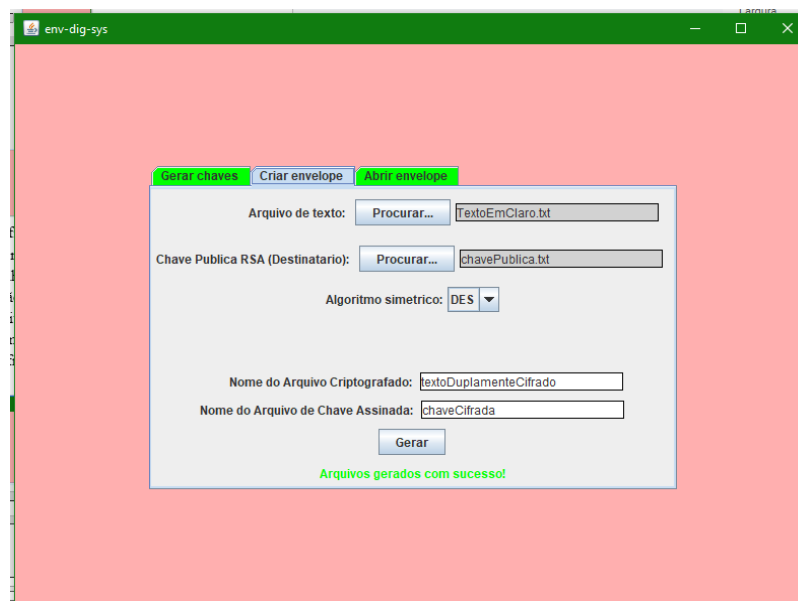 Largura
env-dig-sys
Gerar chaves Criar envelope Abrir envelope
Arquivo de texto: Procurar... TextoEmClaro.txt
Chave Publica RSA (Destinatario): Procurar... chavePublica.txt
Algoritmo simetrico: DES
Nome do Arquivo Criptografado: textoDuplamenteCifrado
Nome do Arquivo de Chave Assinada: chaveCifrada
Gerar
Arquivos gerados com sucesso!